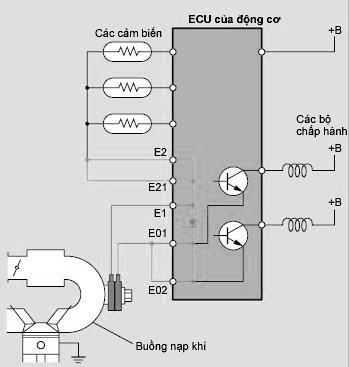 ECU của động cơ
Các cảm biến
+B
Các bộ
chấp hành
+B
E2
E21
+B
E1
E01
E02
Buồng nạp khí